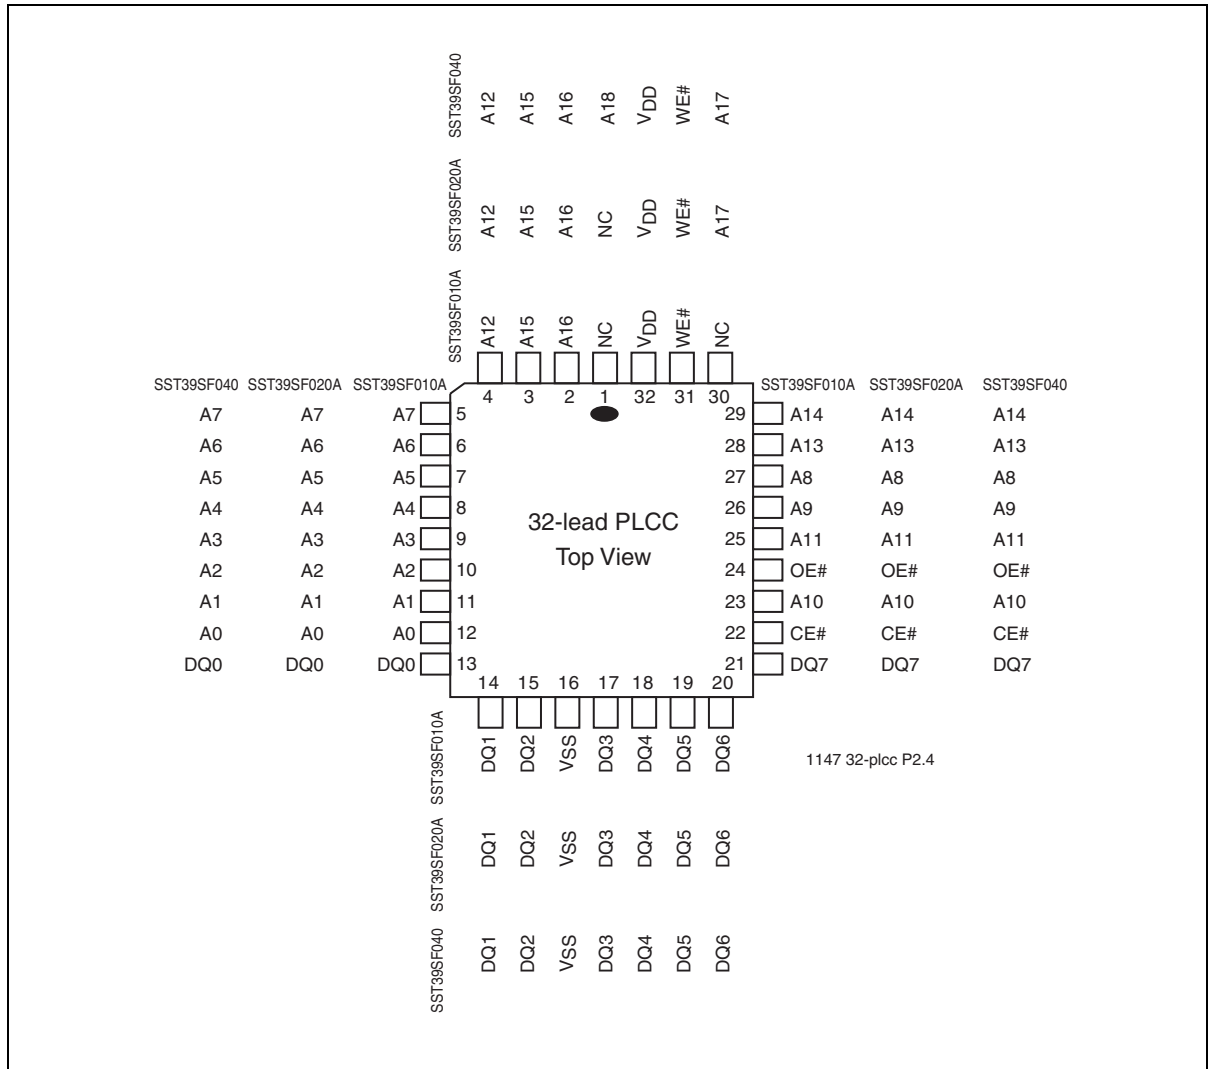 SST39SF040 A12 A15 A16 A18 VDD WE# A17
SST39SF020A A12 A15 A16 NC VDD WE# A17
SST39SF010A A12 A15 A16 NC VDD WE# NC
4 3 2 1 32 31 30
SST39SF040 SST39SF020A SST39SF010A SST39SF010A SST39SF020A SST39SF040
A7 A7 A7 5 29 A14 A14 A14
A6 A6 A6 6 28 A13 A13 A13
A5 A5 A5 7 27 A8 A8 A8
A4 A4 A4 8 26 A9 A9 A9
A3 A3 A3 9 25 A11 A11 A11
A2 A2 A2 10 24 OE# OE# OE#
A1 A1 A1 11 23 A10 A10 A10
A0 A0 A0 12 22 CE# CE# CE#
DQ0 DQ0 DQ0 13 21 DQ7 DQ7 DQ7
32-lead PLCC
Top View
14 15 16 17 18 19 20
SST39SF010A DQ1 DQ2 VSS DQ3 DQ4 DQ5 DQ6
SST39SF020A DQ1 DQ2 VSS DQ3 DQ4 DQ5 DQ6
SST39SF040 DQ1 DQ2 VSS DQ3 DQ4 DQ5 DQ6
1147 32-plcc P2.4